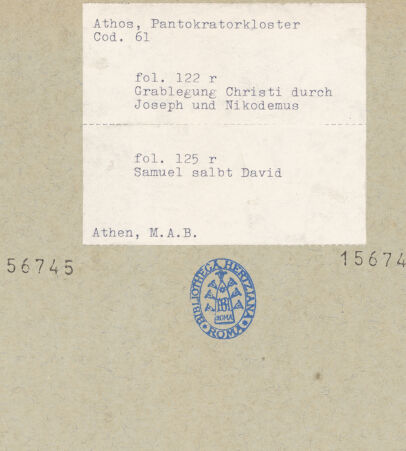 Athos, Pantokratorkloster
Cod. 61
fol. 122 r
Grablegung Christi durch
Joseph und Nikodemus
fol. 125 r
Samuel salbt David
Athen, M.A.B.
56745
15674
BIBLIOTHECA HERTZIANA
ROMA
ROMA